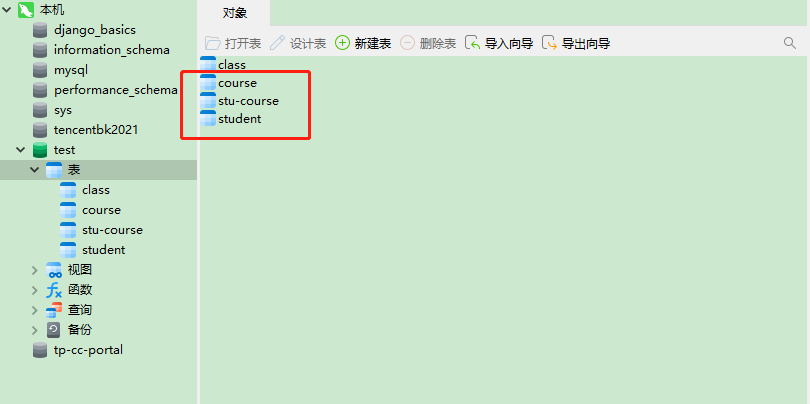 本机
django_basics
information_schema
mysql
performance_schema
sys
tencentbk2021
test
表
class
course
stu-course
student
视图
函数
查询
备份
tp-cc-portal
对象
打开表 设计表 新建表 删除表 导入向导 导出向导
class
course
stu-course
student